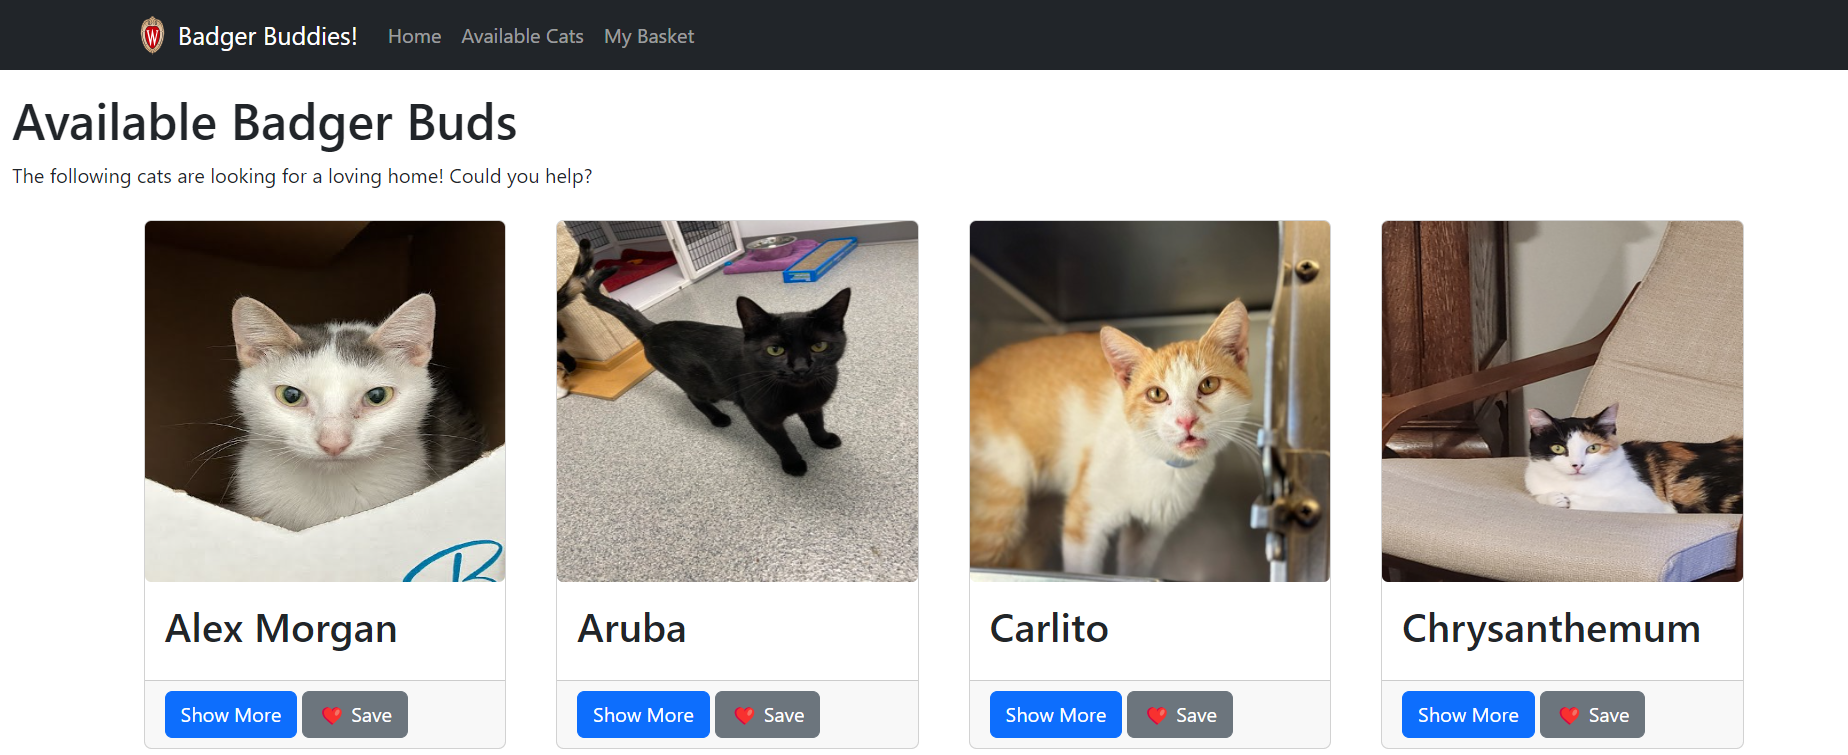 W Badger Buddies! Home Available Cats My Basket
Available Badger Buds
The following cats are looking for a loving home! Could you help?
B
Alex Morgan Aruba Carlito Chrysanthemum
Show More ❤️ Save Show More ❤️ Save Show More ❤️ Save Show More ❤️ Save